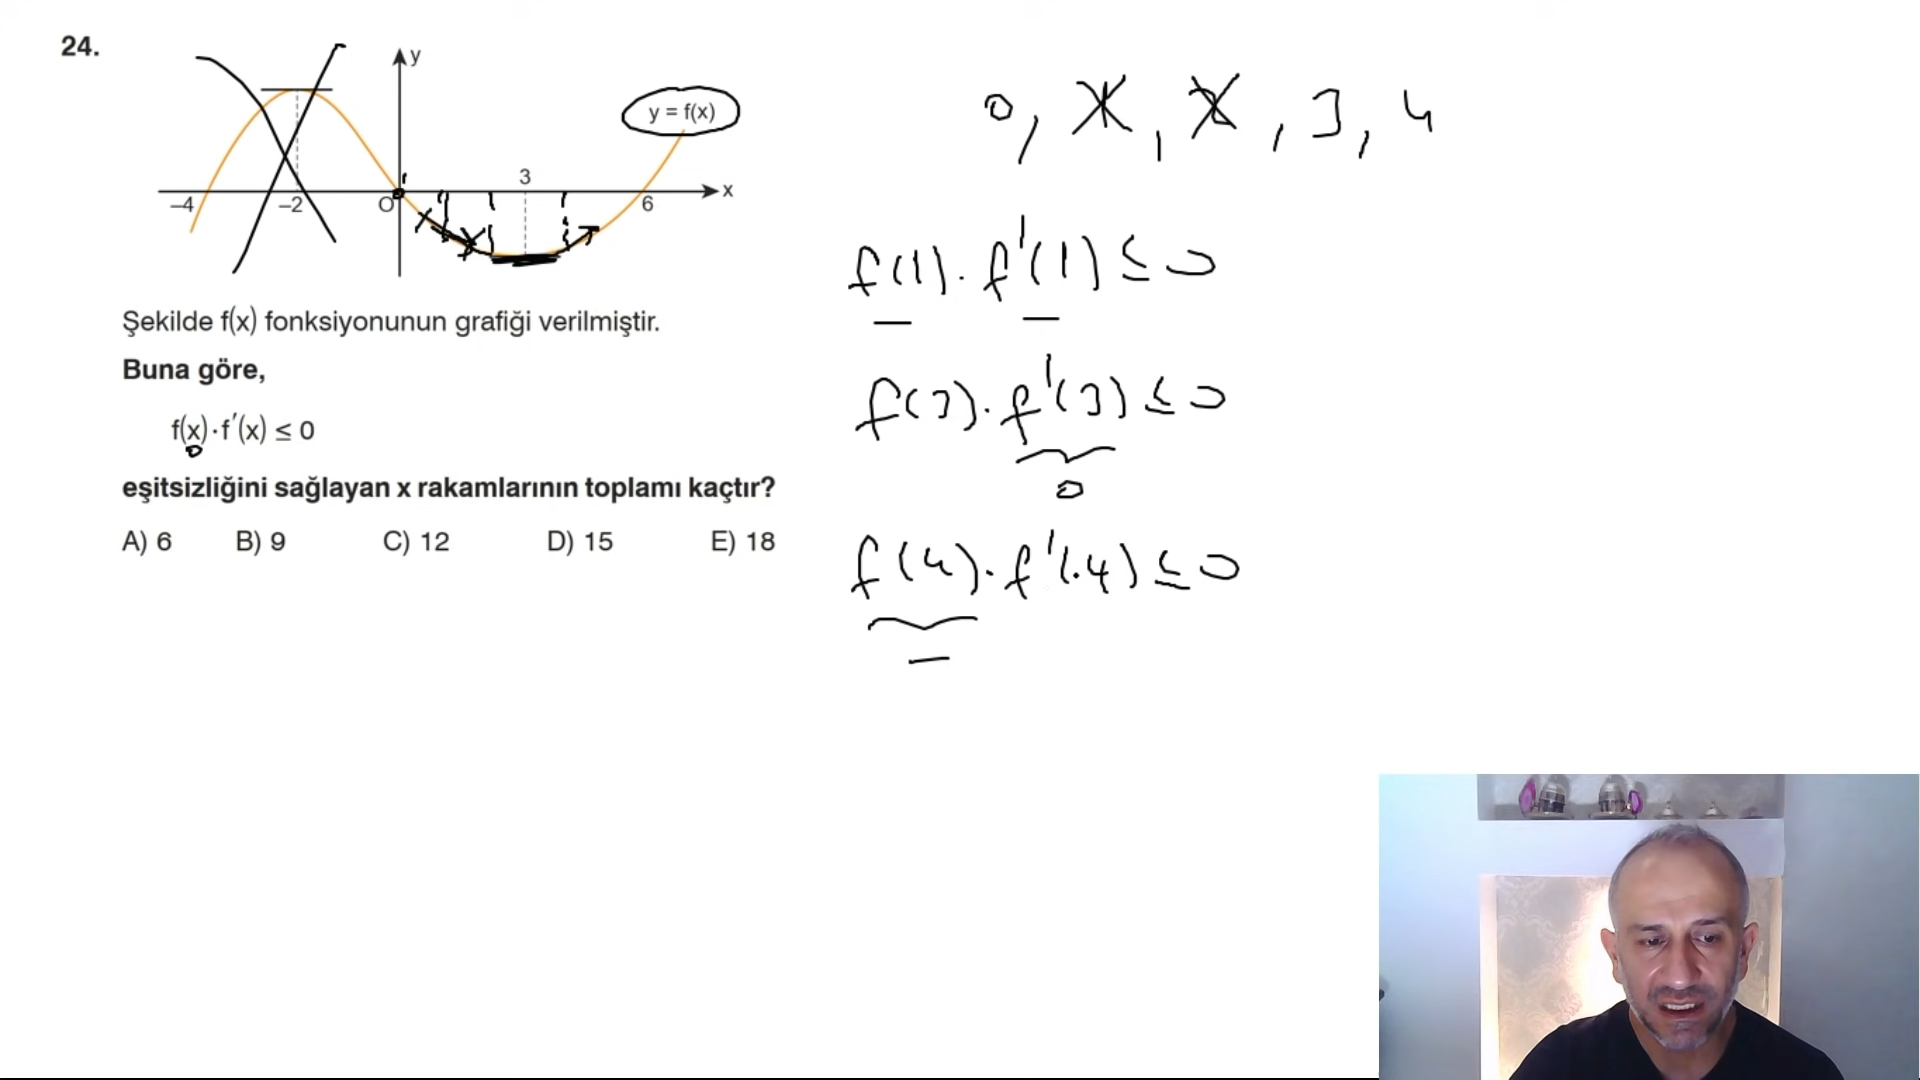 24.
y
y = f(x)
3
x
-4
-2
O
6
Şekilde f(x) fonksiyonunun grafiği verilmiştir.
Buna göre,
f(x)·f′(x) ≤ 0
0
eşitsizliğini sağlayan x rakamlarının toplamı kaçtır?
A) 6 B) 9 C) 12 D) 15 E) 18
0, 1, 2, 3, 4
f(1). f'(1) ≤ 0
f(3). f'(3) ≤ 0
0
f(4). f'(4) ≤ 0